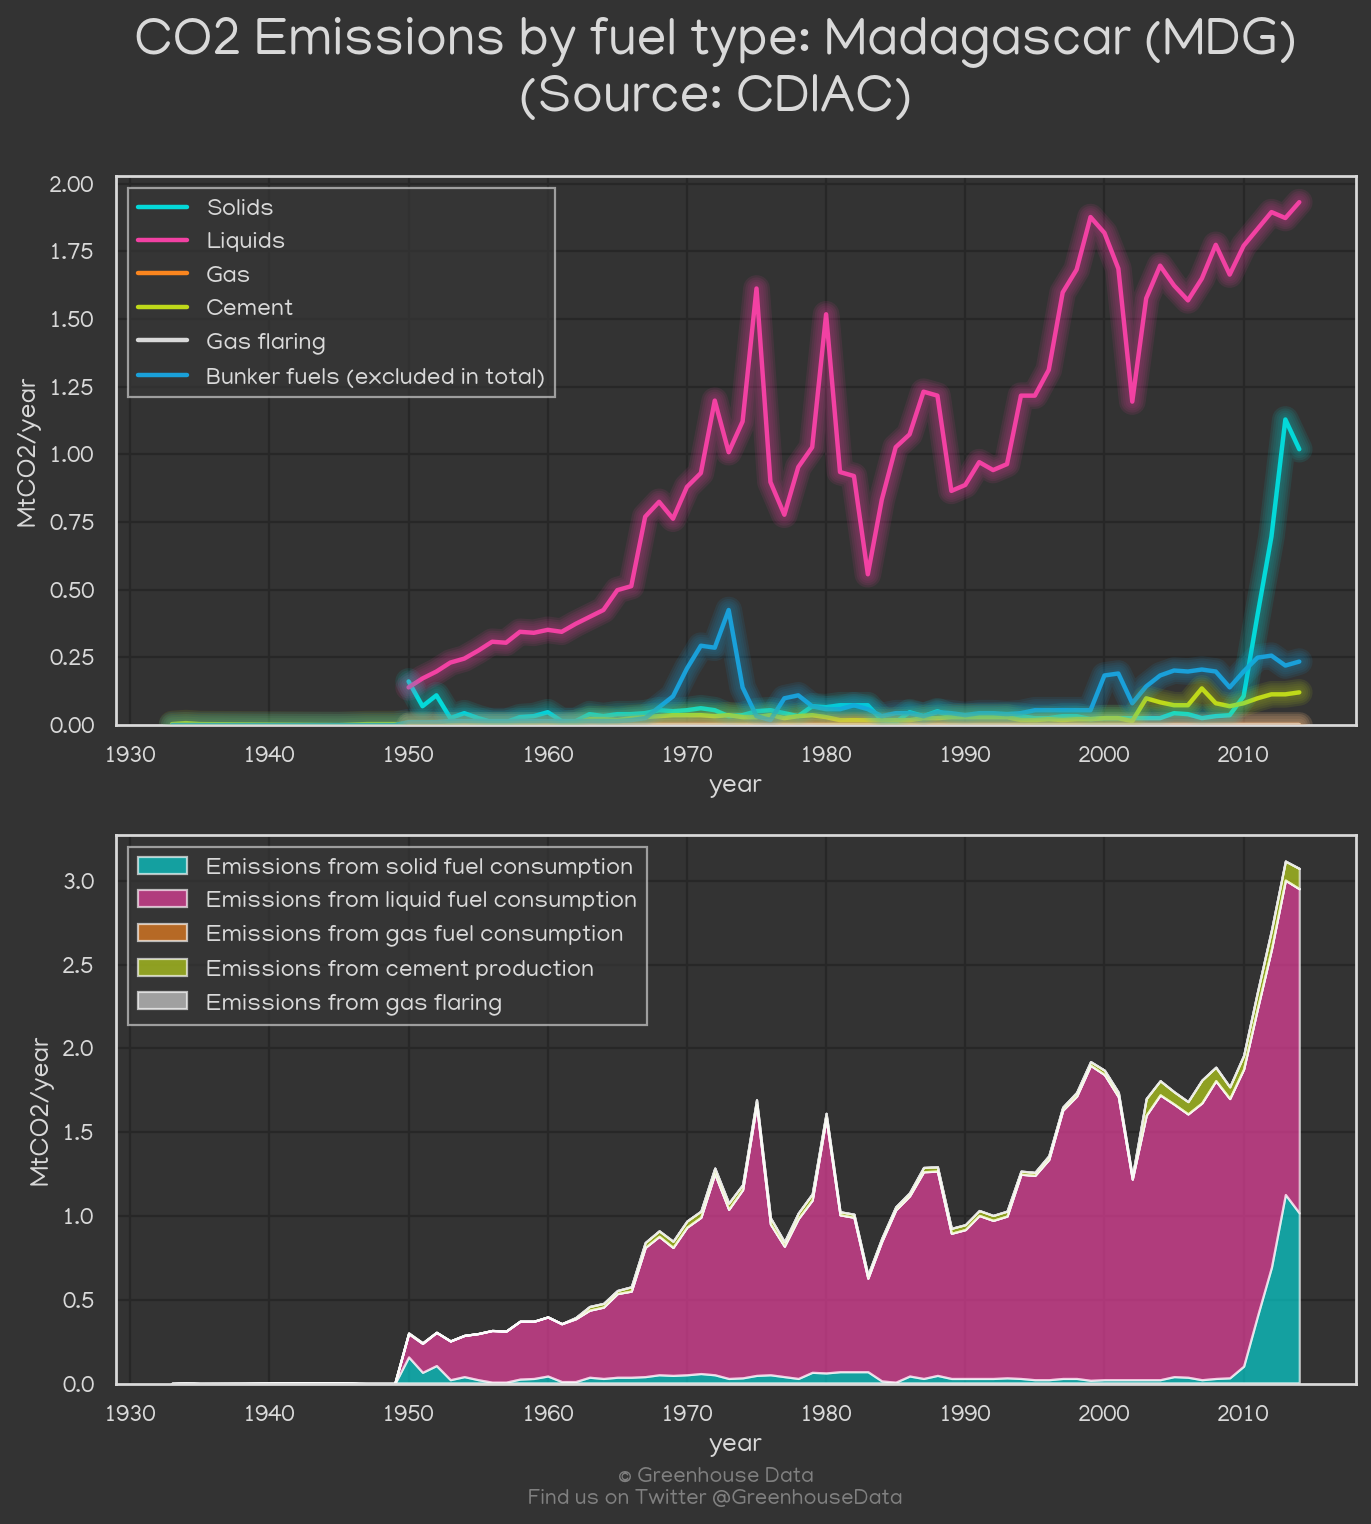 CO2 Emissions by fuel type: Madagascar (MDG)
(Source: CDIAC)
2.00
1.75
1.50
1.25
1.00
0.75
0.50
0.25
0.00
MtCO2/year
Solids
Liquids
Gas
Cement
Gas flaring
Bunker fuels (excluded in total)
1930 1940 1950 1960 1970 1980 1990 2000 2010
year
3.0
2.5
2.0
1.5
1.0
0.5
0.0
MtCO2/year
Emissions from solid fuel consumption
Emissions from liquid fuel consumption
Emissions from gas fuel consumption
Emissions from cement production
Emissions from gas flaring
1930 1940 1950 1960 1970 1980 1990 2000 2010
year
© Greenhouse Data
Find us on Twitter @GreenhouseData